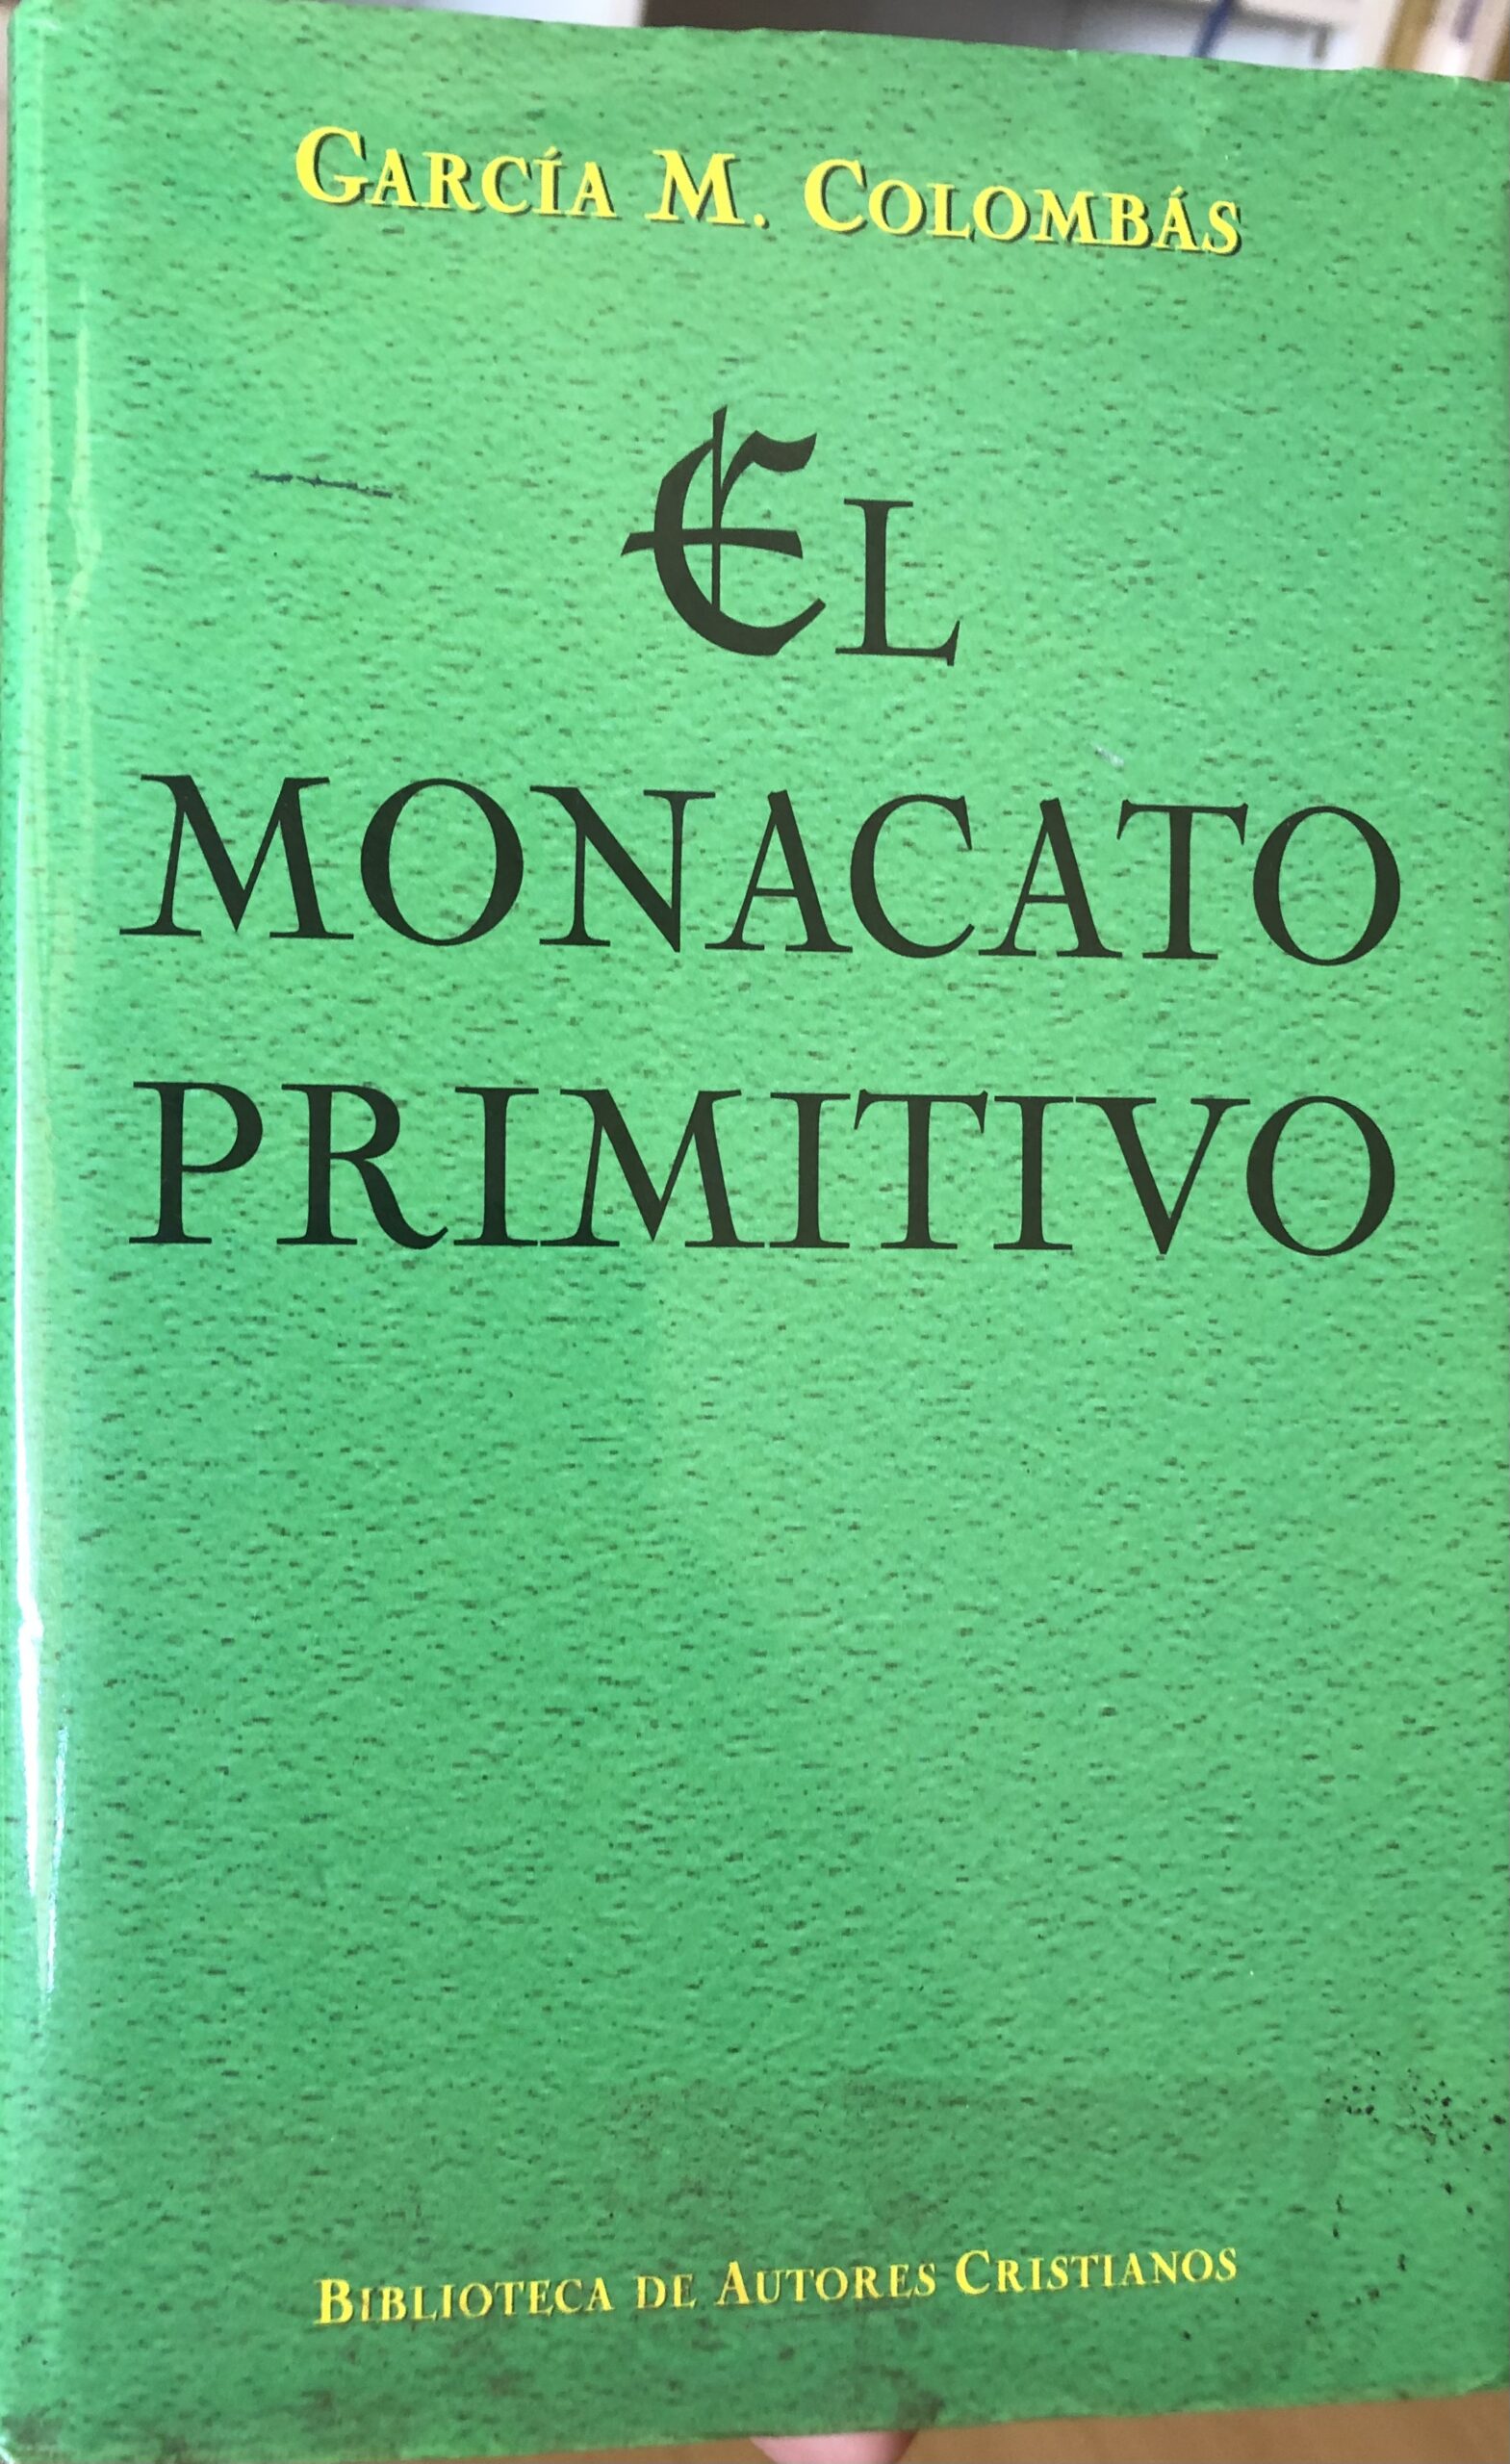 GARCÍA M. COLOMBÁS
EL
MONACATO
PRIMITIVO
BIBLIOTECA DE AUTORES CRISTIANOS